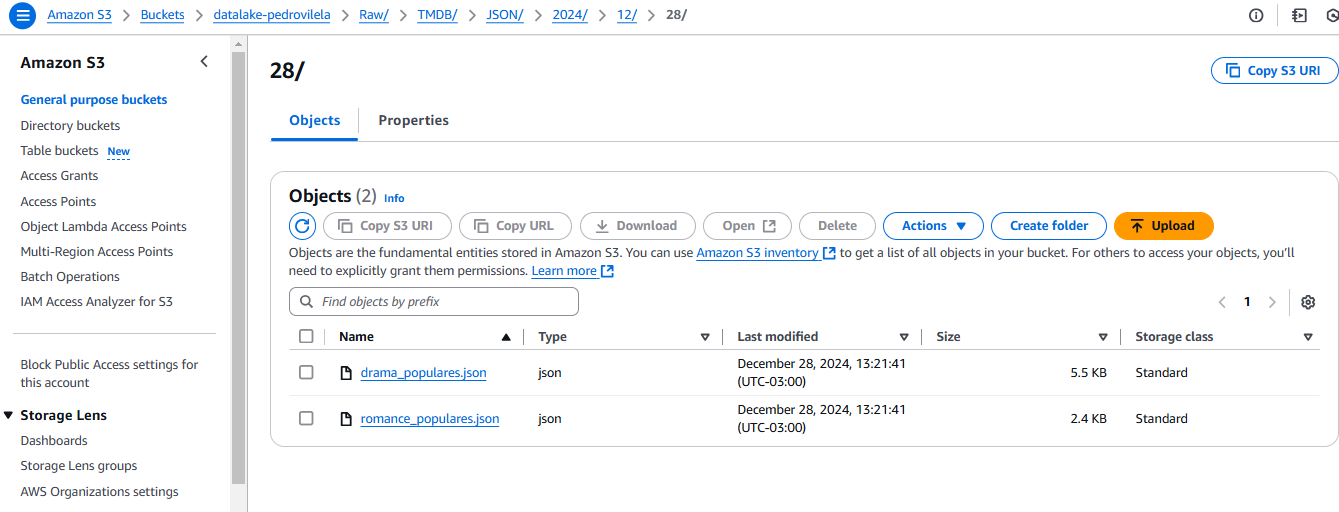 Amazon S3 > Buckets > datalake-pedrovilela > Raw/ > TMDB/ > JSON/ > 2024/ > 12/ > 28/
Amazon S3
General purpose buckets
Directory buckets
Table buckets New
Access Grants
Access Points
Object Lambda Access Points
Multi-Region Access Points
Batch Operations
IAM Access Analyzer for S3
Block Public Access settings for
this account
Storage Lens
Dashboards
Storage Lens groups
AWS Organizations settings
28/
Copy S3 URI
Objects Properties
Objects (2) Info
Copy S3 URI Copy URL Download Open Delete Actions Create folder Upload
Objects are the fundamental entities stored in Amazon S3. You can use Amazon S3 inventory to get a list of all objects in your bucket. For others to access your objects, you'll
need to explicitly grant them permissions. Learn more
Find objects by prefix
1
Name Type Last modified Size Storage class
drama_populares.json json December 28, 2024, 13:21:41
(UTC-03:00) 5.5 KB Standard
romance_populares.json json December 28, 2024, 13:21:41
(UTC-03:00) 2.4 KB Standard